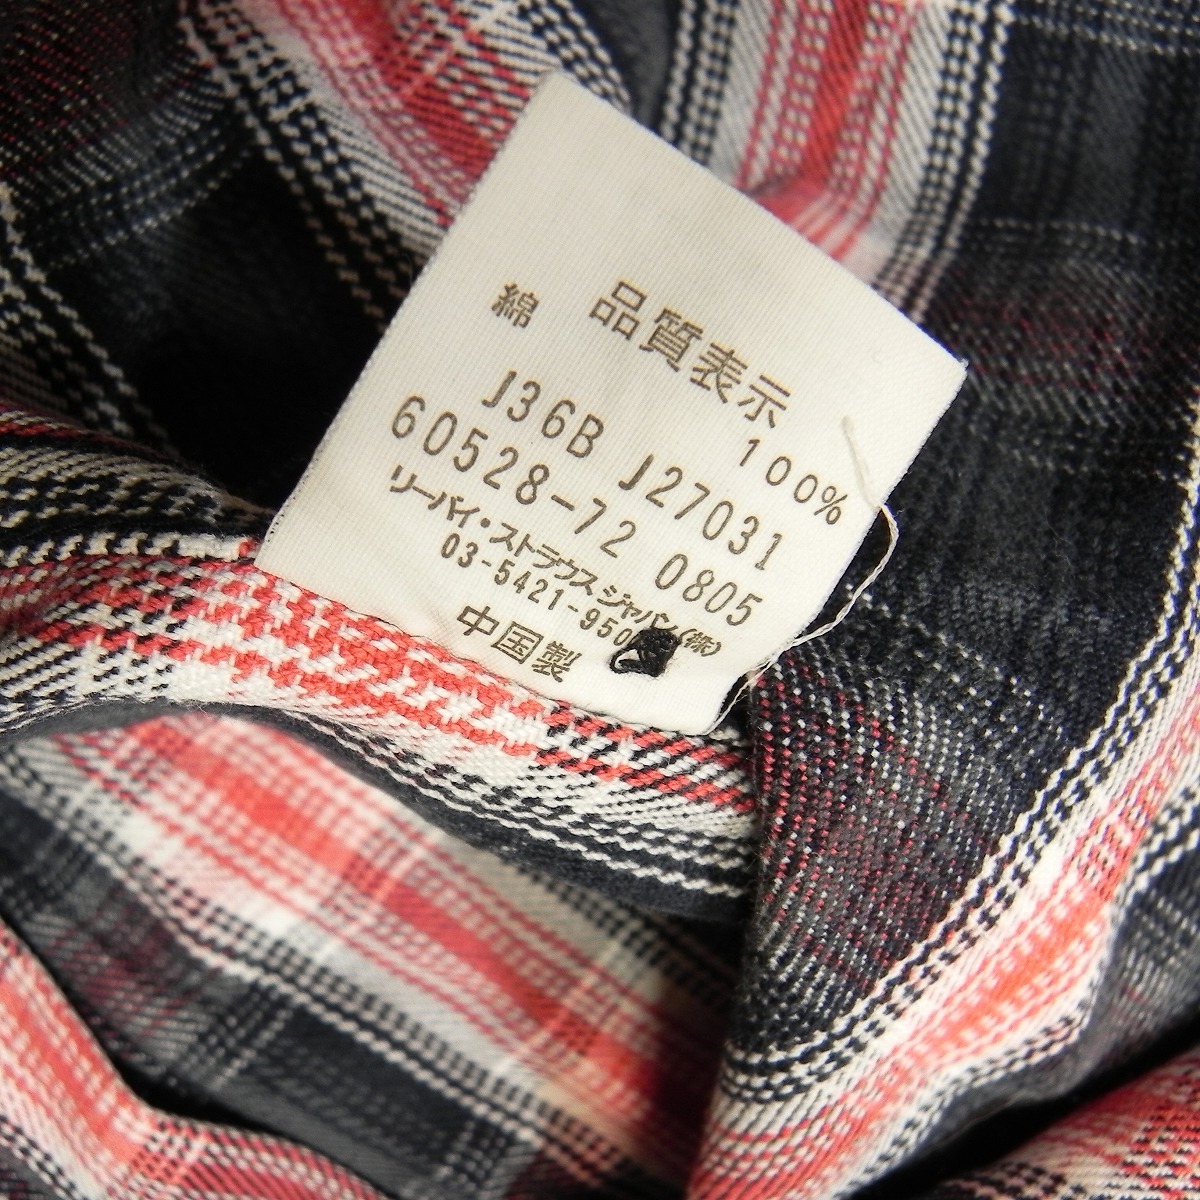 品質表示
綿 100%
J36B J27031
60528-72 0805
リーバイ・ストラウス ジャパン(株)
03-5421-950
中国製